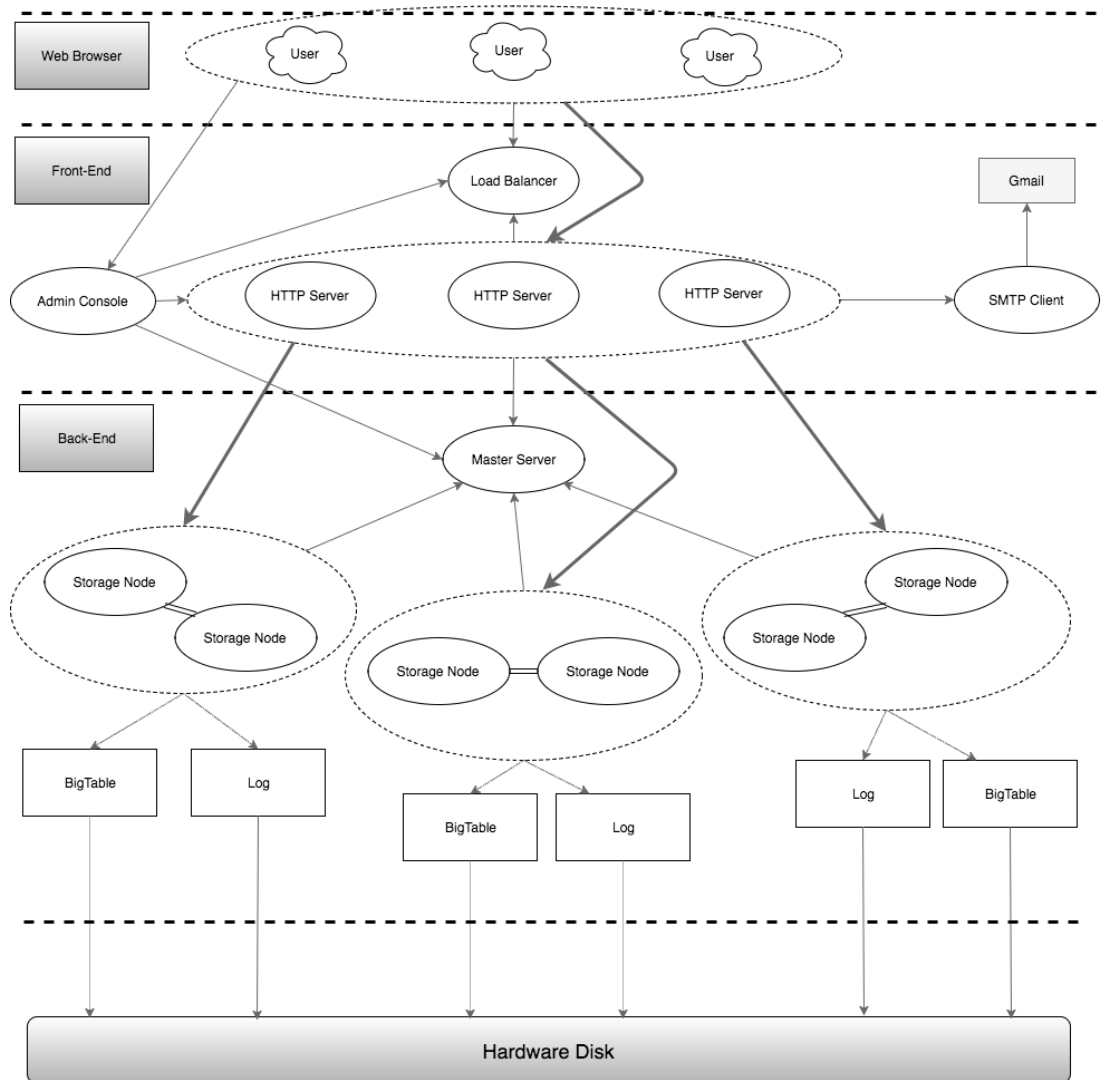 Web Browser
User
User
User
Front-End
Load Balancer
Gmail
Admin Console
HTTP Server
HTTP Server
HTTP Server
SMTP Client
Back-End
Master Server
Storage Node
Storage Node
Storage Node
Storage Node
Storage Node
Storage Node
BigTable
Log
BigTable
Log
Log
BigTable
Hardware Disk